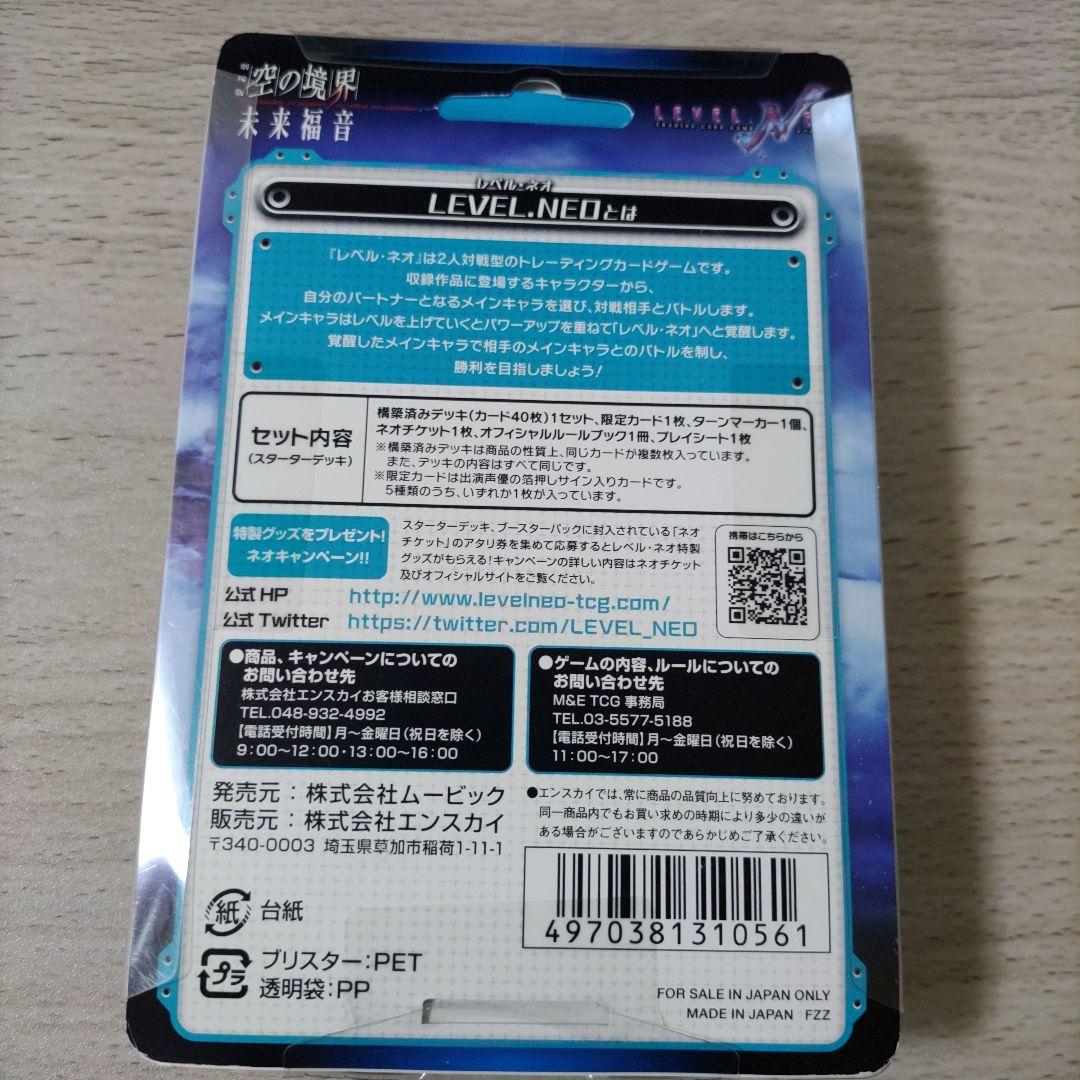 劇場版
空の境界
未来福音
LEVEL.NEO
TRADING CARD GAME
レベル・ネオ
LEVEL.NEOとは
『レベル・ネオ』は2人対戦型のトレーディングカードゲームです。
収録作品に登場するキャラクターから、
自分のパートナーとなるメインキャラを選び、対戦相手とバトルします。
メインキャラはレベルを上げていくとパワーアップを重ねて「レベル・ネオ」へと覚醒します。
覚醒したメインキャラで相手のメインキャラとのバトルを制し、
勝利を目指しましょう!
セット内容
(スターターデッキ)
構築済みデッキ(カード40枚)1セット、限定カード1枚、ターンマーカー1個、
ネオチケット1枚、オフィシャルルールブック1冊、プレイシート1枚
※構築済みデッキは商品の性質上、同じカードが複数枚入っています。
また、デッキの内容はすべて同じです。
※限定カードは出演声優の箔押しサイン入りカードです。
5種類のうち、いずれか1枚が入っています。
特製グッズをプレゼント!
ネオキャンペーン!!
スターターデッキ、ブースターパックに封入されている「ネオ
チケット」のアタリ券を集めて応募するとレベル・ネオ特製
グッズがもらえる!キャンペーンの詳しい内容はネオチケット
及びオフィシャルサイトをご覧ください。
携帯はこちらから
公式 HP http://www.levelneo-tcg.com/
公式 Twitter https://twitter.com/LEVEL_NEO
●商品、キャンペーンについての
お問い合わせ先
株式会社エンスカイお客様相談窓口
TEL.048-932-4992
【電話受付時間】月～金曜日(祝日を除く)
9:00～12:00・13:00～16:00
●ゲームの内容、ルールについての
お問い合わせ先
M&E TCG 事務局
TEL.03-5577-5188
【電話受付時間】月～金曜日(祝日を除く)
11:00～17:00
発売元:株式会社ムービック
販売元:株式会社エンスカイ
〒340-0003 埼玉県草加市稲荷1-11-1
●エンスカイでは、常に商品の品質向上に努めております。
同一商品内でもお買い求めの時期により多少の違いが
ある場合がございますのであらかじめご了承ください。
4970381310561
紙 台紙
プラ ブリスター:PET
透明袋:PP
FOR SALE IN JAPAN ONLY
MADE IN JAPAN FZZ